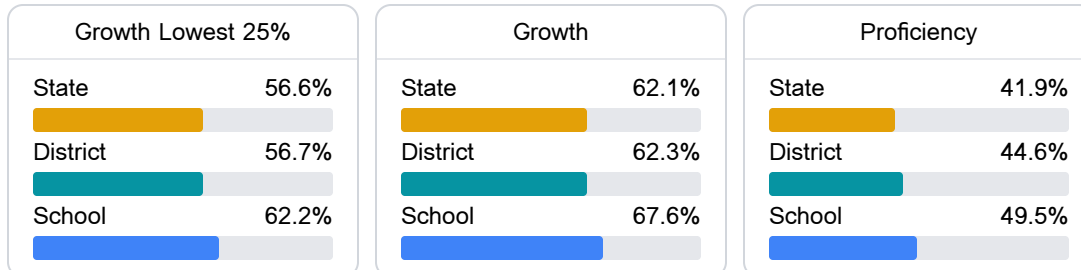 Growth Lowest 25%
State 56.6%
District 56.7%
School 62.2%
Growth
State 62.1%
District 62.3%
School 67.6%
Proficiency
State 41.9%
District 44.6%
School 49.5%